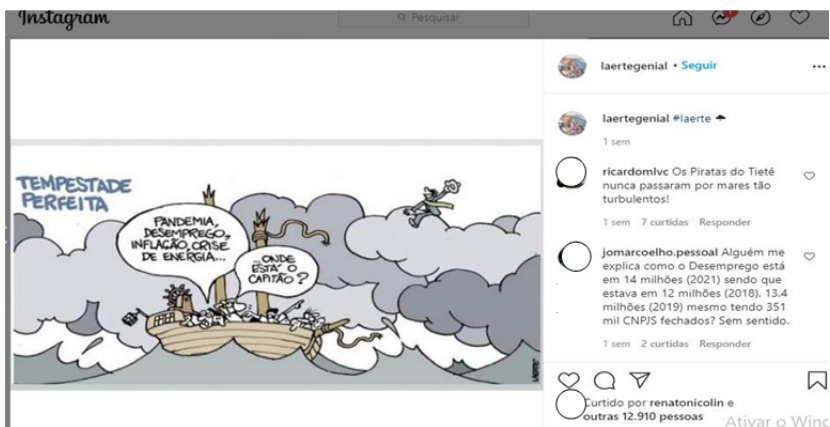 Instagram
Pesquisar
laertegenial • Seguir
laertegenial #laerte
1 sem
TEMPESTADE
PERFEITA
PANDEMIA,
DESEMPREGO,
INFLAÇÃO, CRISE
DE ENERGIA...
...ONDE
ESTÁ O
CAPITÃO?
LAERTE
ricardomlvc Os Piratas do Tietê
nunca passaram por mares tão
turbulentos!
1 sem 7 curtidas Responder
jomarcoelho.pessoal Alguém me
explica como o Desemprego está
em 14 milhões (2021) sendo que
estava em 12 milhões (2018), 13.4
milhões (2019) mesmo tendo 351
mil CNPJS fechados? Sem sentido.
1 sem 2 curtidas Responder
Curtido por renatonicolin e
outras 12.910 pessoas
Ativar o Wind